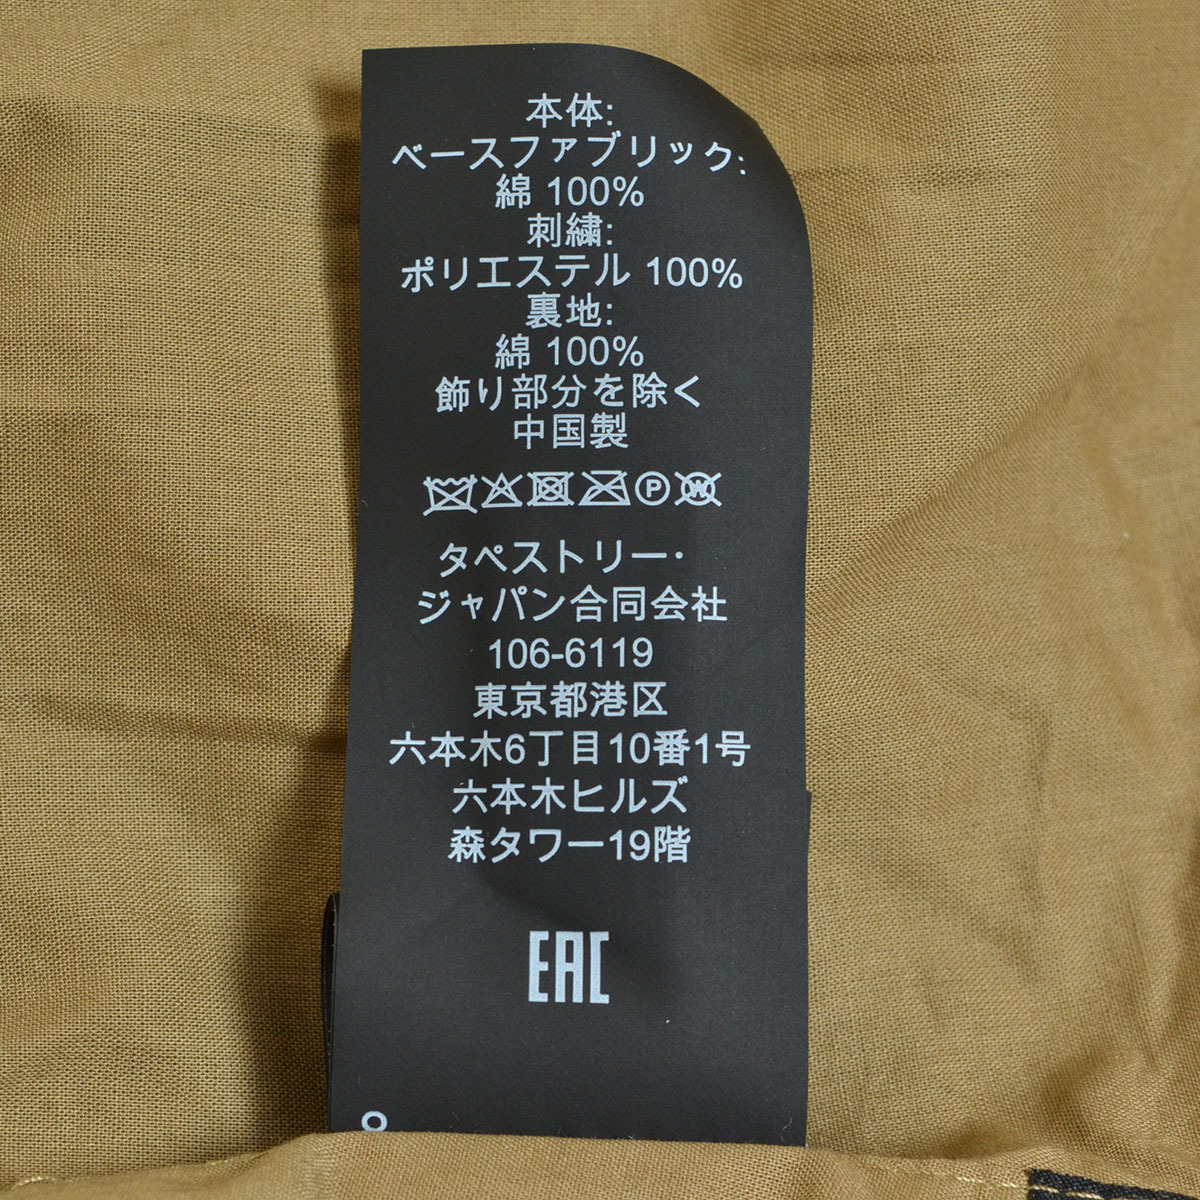 本体:
ベースファブリック:
綿 100%
刺繍:
ポリエステル 100%
裏地:
綿 100%
飾り部分を除く
中国製
P W
タペストリー・
ジャパン合同会社
106-6119
東京都港区
六本木6丁目10番1号
六本木ヒルズ
森タワー19階
EAC